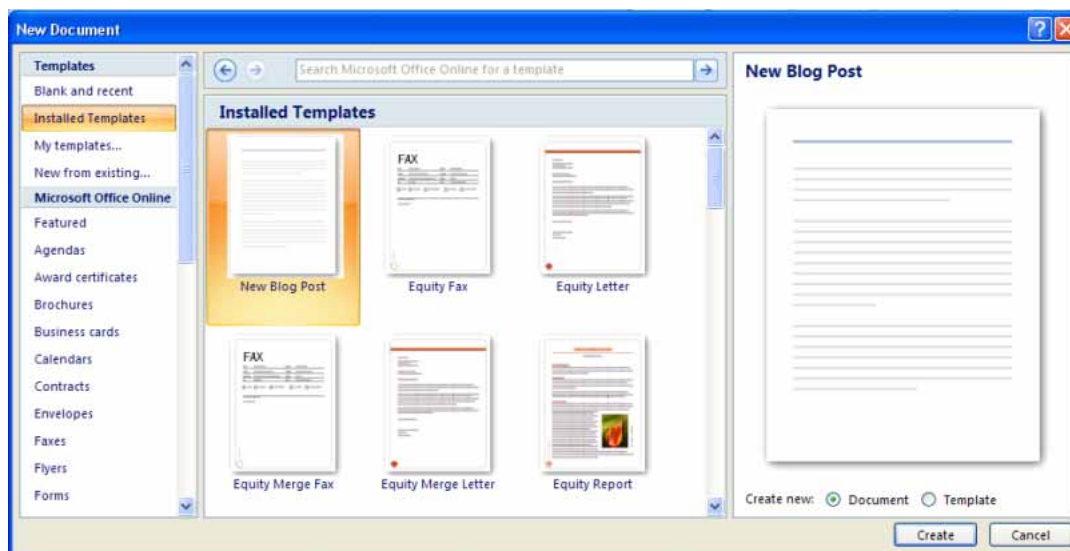 New Document
Templates
Blank and recent
Installed Templates
My templates...
New from existing...
Microsoft Office Online
Featured
Agendas
Award certificates
Brochures
Business cards
Calendars
Contracts
Envelopes
Faxes
Flyers
Forms
Search Microsoft Office Online for a template
Installed Templates
FAX
New Blog Post
Equity Fax
Equity Letter
FAX
Equity Merge Fax
Equity Merge Letter
Equity Report
New Blog Post
Create new: Document Template
Create
Cancel